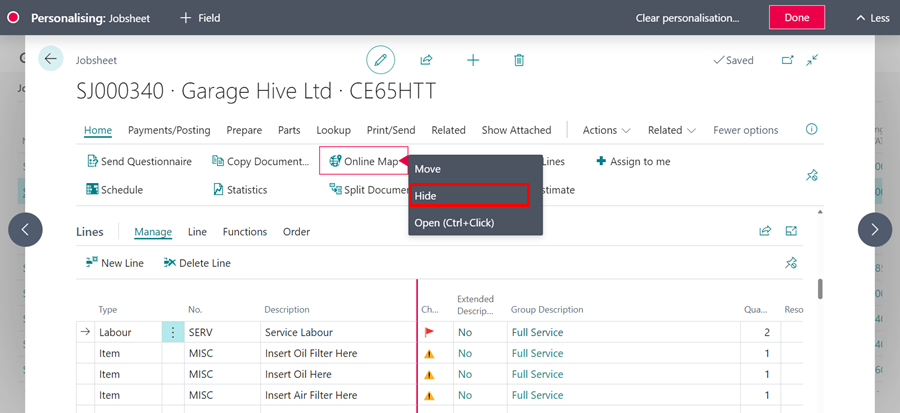 Personalising: Jobsheet + Field Clear personalisation... Done Less
Jobsheet Saved
SJ000340 · Garage Hive Ltd · CE65HTT
Home Payments/Posting Prepare Parts Lookup Print/Send Related Show Attached Actions Related Fewer options
Send Questionnaire Copy Document... Online Map Lines Assign to me
Schedule Statistics Split Docume stimate
Move
Hide
Open (Ctrl+Click)
Lines Manage Line Functions Order
New Line Delete Line
Type No. Description Ch... Extended Descrip... Group Description Qua... Reso
Labour SERV Service Labour No Full Service 2
Item MISC Insert Oil Filter Here No Full Service 1
Item MISC Insert Oil Here No Full Service 1
Item MISC Insert Air Filter Here No Full Service 1